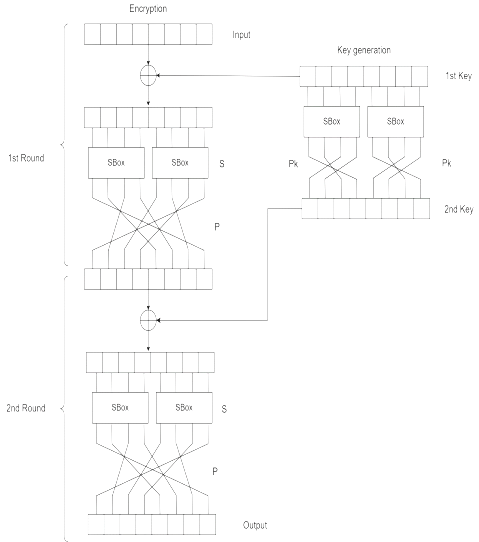 Encryption
Input
Key generation
1st Key
SBox SBox
1st Round
SBox SBox S
Pk Pk
2nd Key
P
2nd Round
SBox SBox S
P
Output